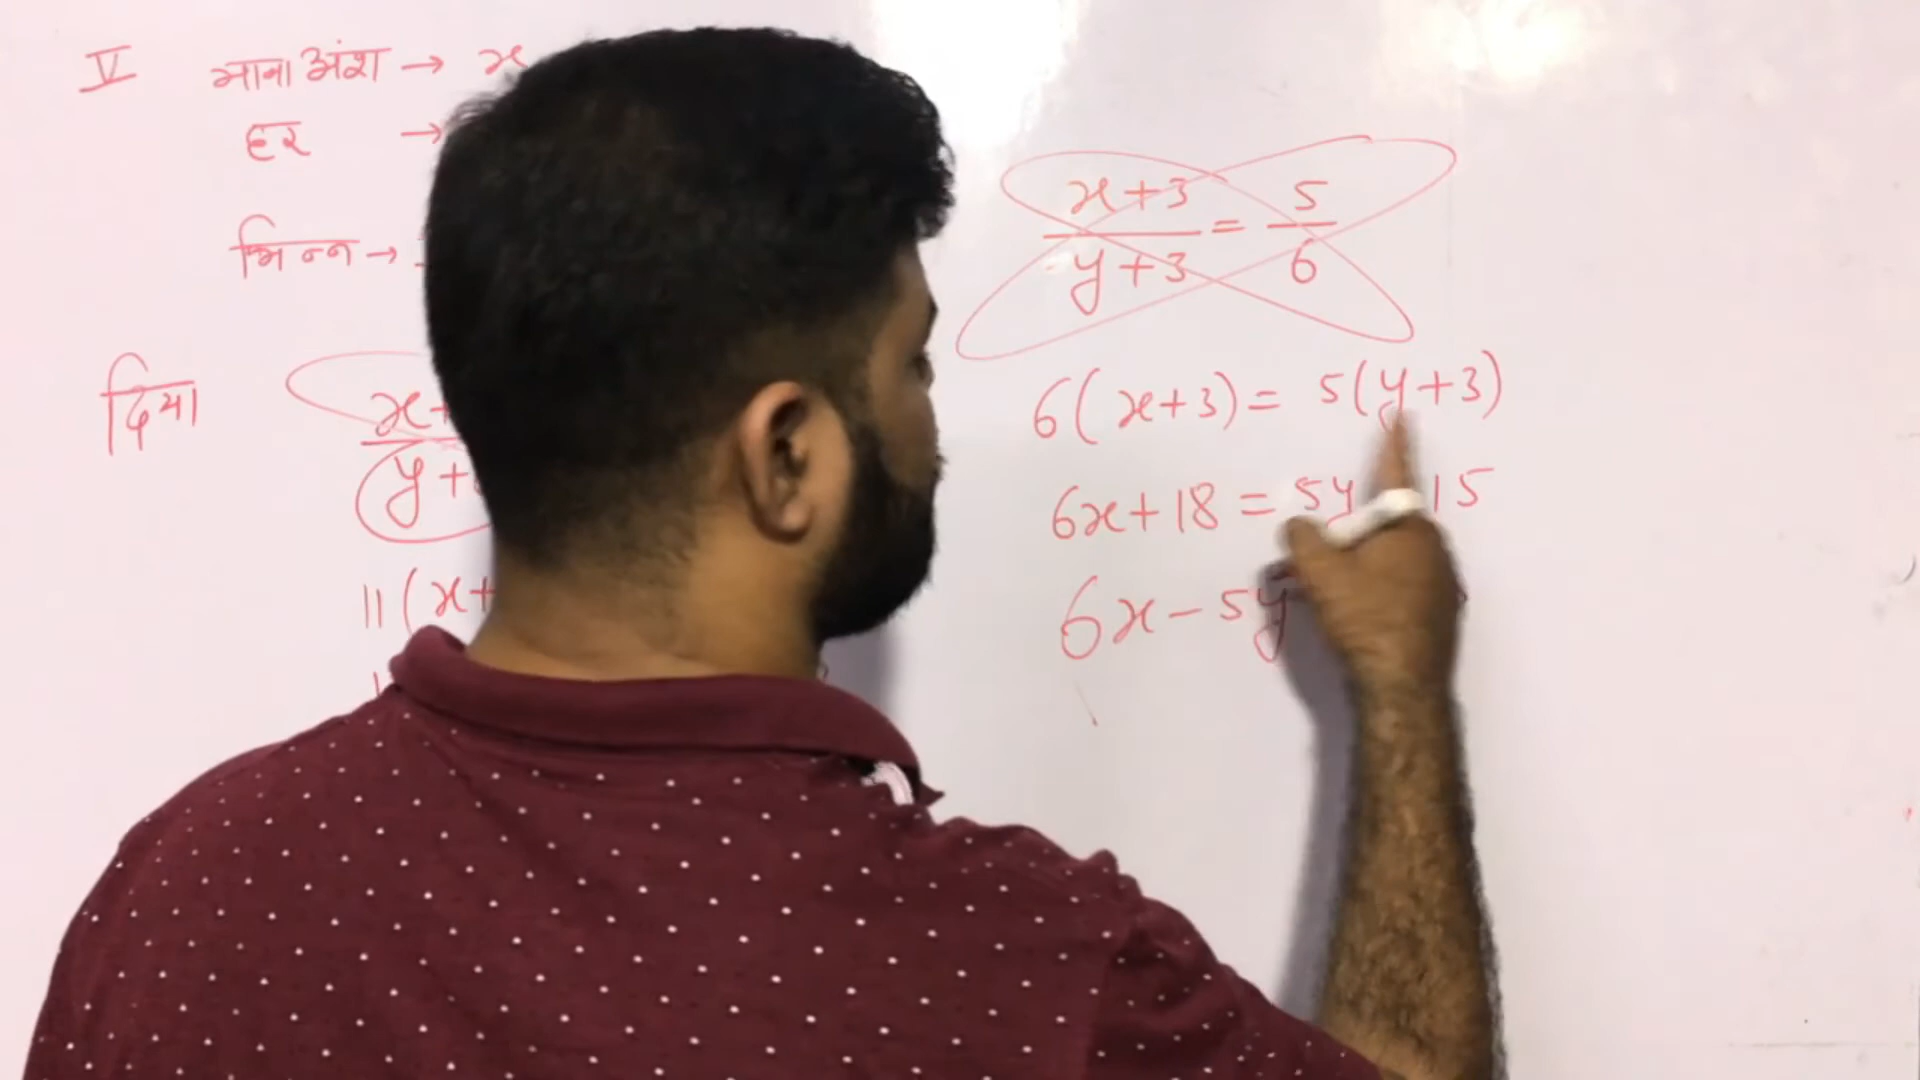 V माना अंश → x
हर →
भिन्न →
दिया x+
y+
11(x+
x+3 = 5
y+3 6
6(x+3) = 5(y+3)
6x+18 = 5y 15
6x-5y